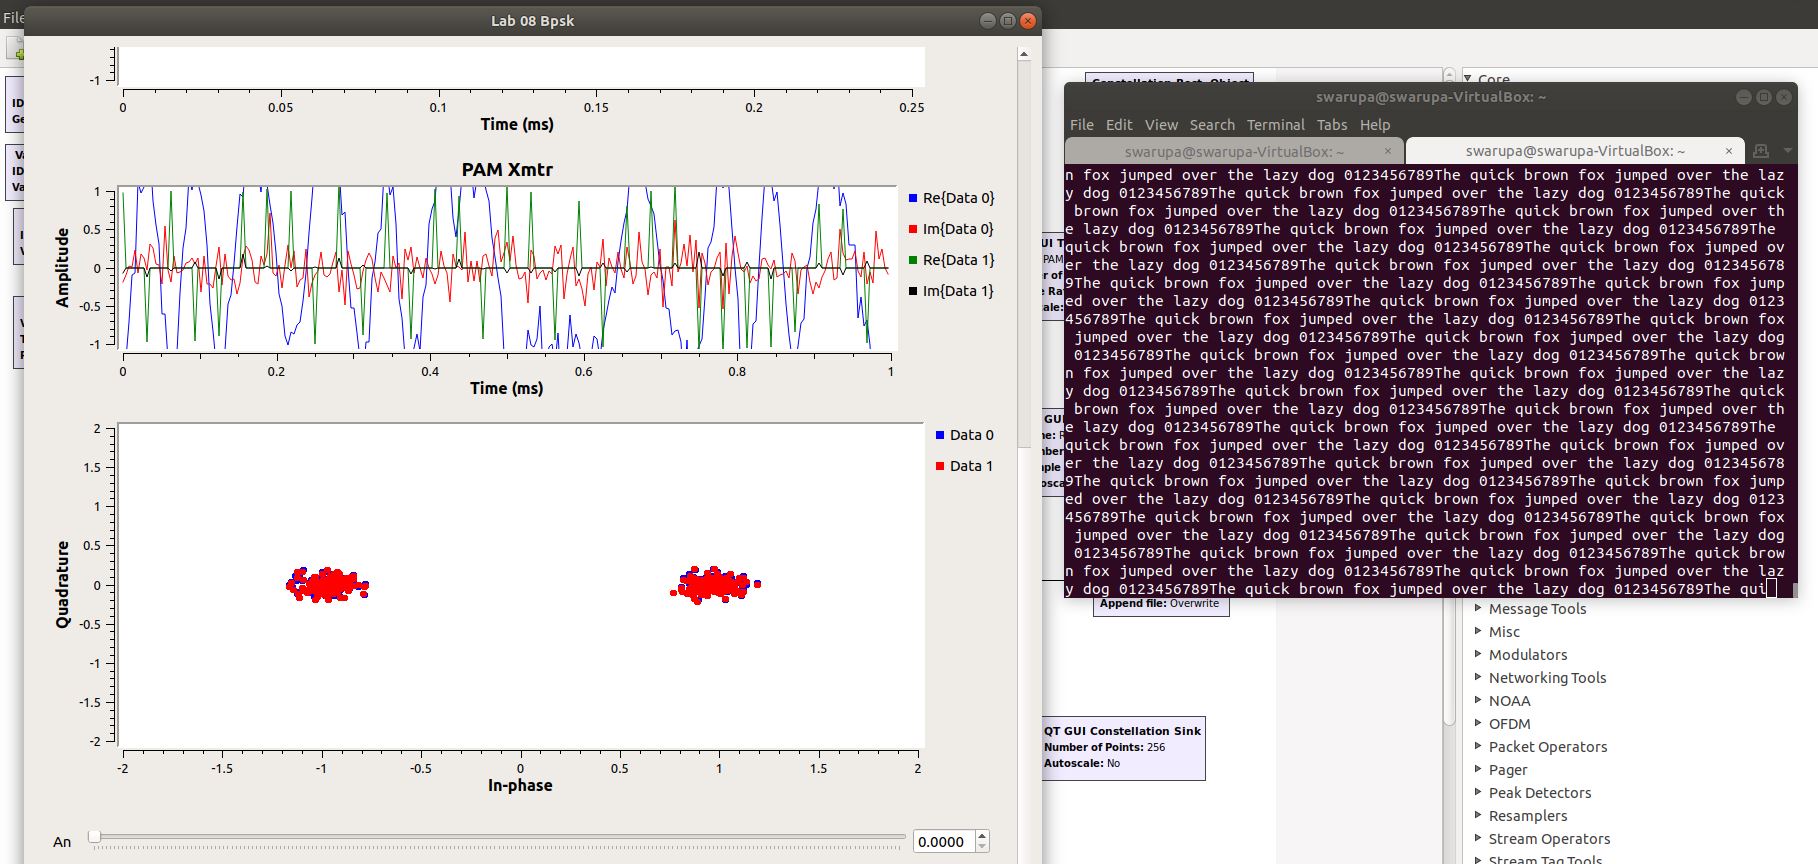 File
Lab 08 Bpsk
-1
0 0.05 0.1 0.15 0.2 0.25
Time (ms)
PAM Xmtr
1
0.5
0
-0.5
-1
Amplitude
0 0.2 0.4 0.6 0.8 1
Time (ms)
Re{Data 0}
Im{Data 0}
Re{Data 1}
Im{Data 1}
2
1.5
1
0.5
0
-0.5
-1
-1.5
-2
Quadrature
-2 -1.5 -1 -0.5 0 0.5 1 1.5 2
In-phase
Data 0
Data 1
An
0.0000
ID
Ge
Va
ID
Va
Core
swarupa@swarupa-VirtualBox: ~
File Edit View Search Terminal Tabs Help
swarupa@swarupa-VirtualBox: ~ × swarupa@swarupa-VirtualBox: ~ ×
n fox jumped over the lazy dog 0123456789The quick brown fox jumped over the laz
y dog 0123456789The quick brown fox jumped over the lazy dog 0123456789The quick
brown fox jumped over the lazy dog 0123456789The quick brown fox jumped over th
e lazy dog 0123456789The quick brown fox jumped over the lazy dog 0123456789The
quick brown fox jumped over the lazy dog 0123456789The quick brown fox jumped ov
er the lazy dog 0123456789The quick brown fox jumped over the lazy dog 012345678
9The quick brown fox jumped over the lazy dog 0123456789The quick brown fox jump
ed over the lazy dog 0123456789The quick brown fox jumped over the lazy dog 0123
456789The quick brown fox jumped over the lazy dog 0123456789The quick brown fox
jumped over the lazy dog 0123456789The quick brown fox jumped over the lazy dog
0123456789The quick brown fox jumped over the lazy dog 0123456789The quick brow
n fox jumped over the lazy dog 0123456789The quick brown fox jumped over the laz
y dog 0123456789The quick brown fox jumped over the lazy dog 0123456789The quick
brown fox jumped over the lazy dog 0123456789The quick brown fox jumped over th
e lazy dog 0123456789The quick brown fox jumped over the lazy dog 0123456789The
quick brown fox jumped over the lazy dog 0123456789The quick brown fox jumped ov
er the lazy dog 0123456789The quick brown fox jumped over the lazy dog 012345678
9The quick brown fox jumped over the lazy dog 0123456789The quick brown fox jump
ed over the lazy dog 0123456789The quick brown fox jumped over the lazy dog 0123
456789The quick brown fox jumped over the lazy dog 0123456789The quick brown fox
jumped over the lazy dog 0123456789The quick brown fox jumped over the lazy dog
0123456789The quick brown fox jumped over the lazy dog 0123456789The quick brow
n fox jumped over the lazy dog 0123456789The quick brown fox jumped over the laz
y dog 0123456789The quick brown fox jumped over the lazy dog 0123456789The qui
Append file: Overwrite
QT GUI Constellation Sink
Number of Points: 256
Autoscale: No
Message Tools
Misc
Modulators
Networking Tools
NOAA
OFDM
Packet Operators
Pager
Peak Detectors
Resamplers
Stream Operators
Stream Tag Tools